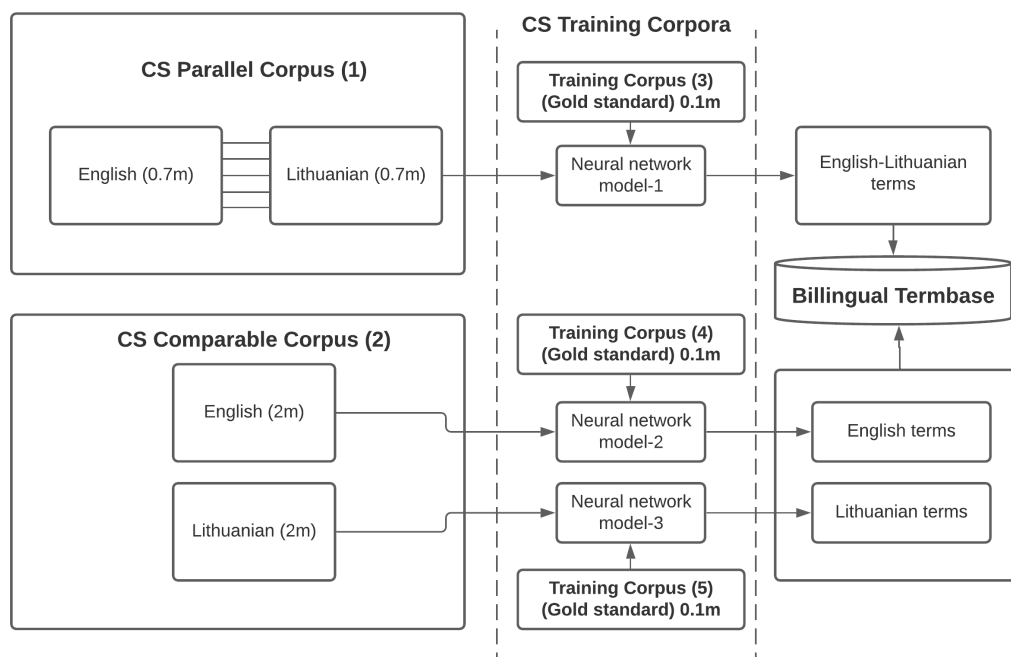 CS Training Corpora
CS Parallel Corpus (1)
English (0.7m)
Lithuanian (0.7m)
Training Corpus (3)
(Gold standard) 0.1m
Neural network
model-1
English-Lithuanian
terms
Billingual Termbase
CS Comparable Corpus (2)
English (2m)
Lithuanian (2m)
Training Corpus (4)
(Gold standard) 0.1m
Neural network
model-2
Neural network
model-3
Training Corpus (5)
(Gold standard) 0.1m
English terms
Lithuanian terms